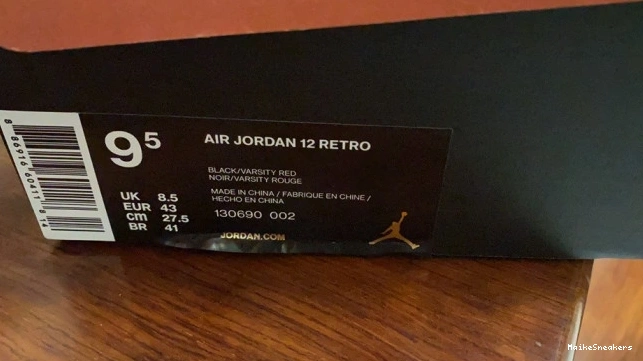 9⁵
AIR JORDAN 12 RETRO
BLACK/VARSITY RED
NOIR/VARSITY ROUGE
MADE IN CHINA / FABRIQUE EN CHINE /
HECHO EN CHINA
130690 002
UK 8.5
EUR 43
cm 27.5
BR 41
JORDAN.COM
MaikeSneakers